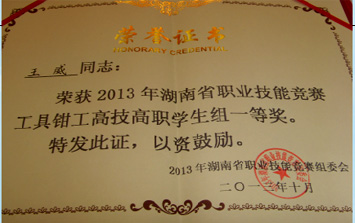 荣誉证书
HONORARY CREDENTIAL
王威 同志：
荣获2013年湖南省职业技能竞赛
工具钳工高技高职学生组一等奖。
特发此证，以资鼓励。
2013年湖南省职业技能竞赛组委会
二〇一三年十月